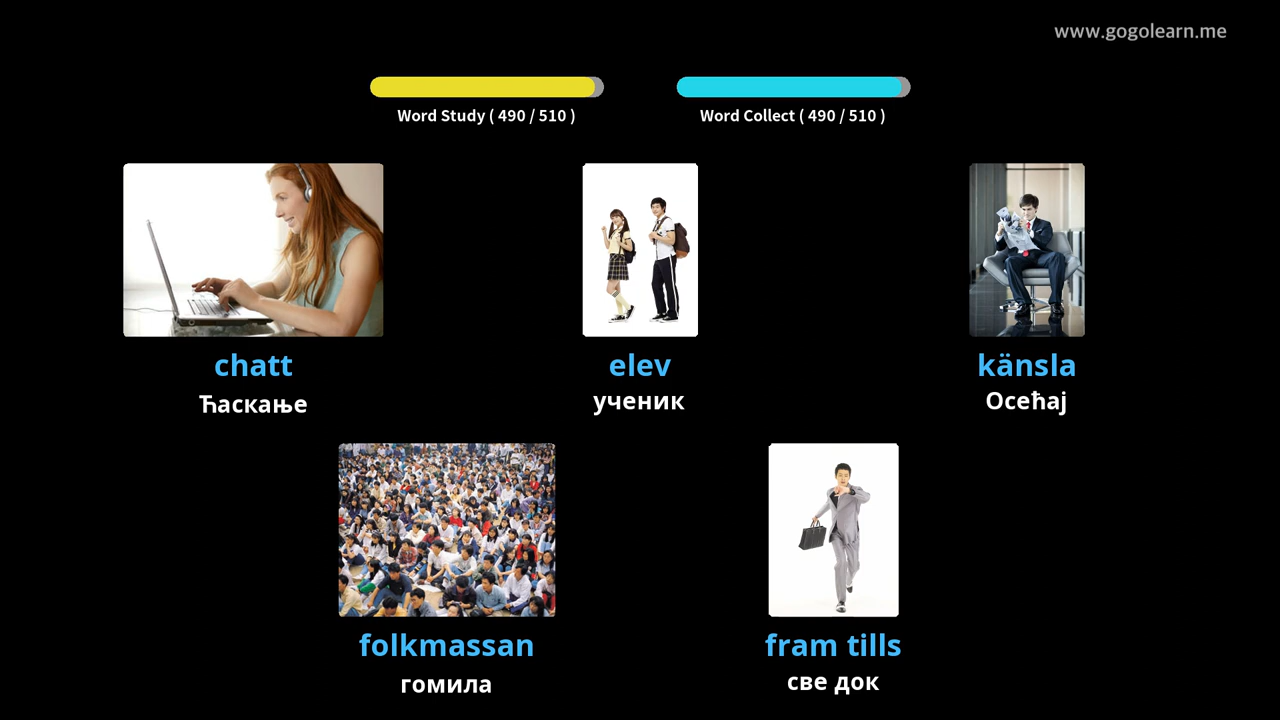 www.gogolearn.me
Word Study ( 490 / 510 )
Word Collect ( 490 / 510 )
chatt
Ћаскање
elev
ученик
känsla
Осећај
folkmassan
гомила
fram tills
све док